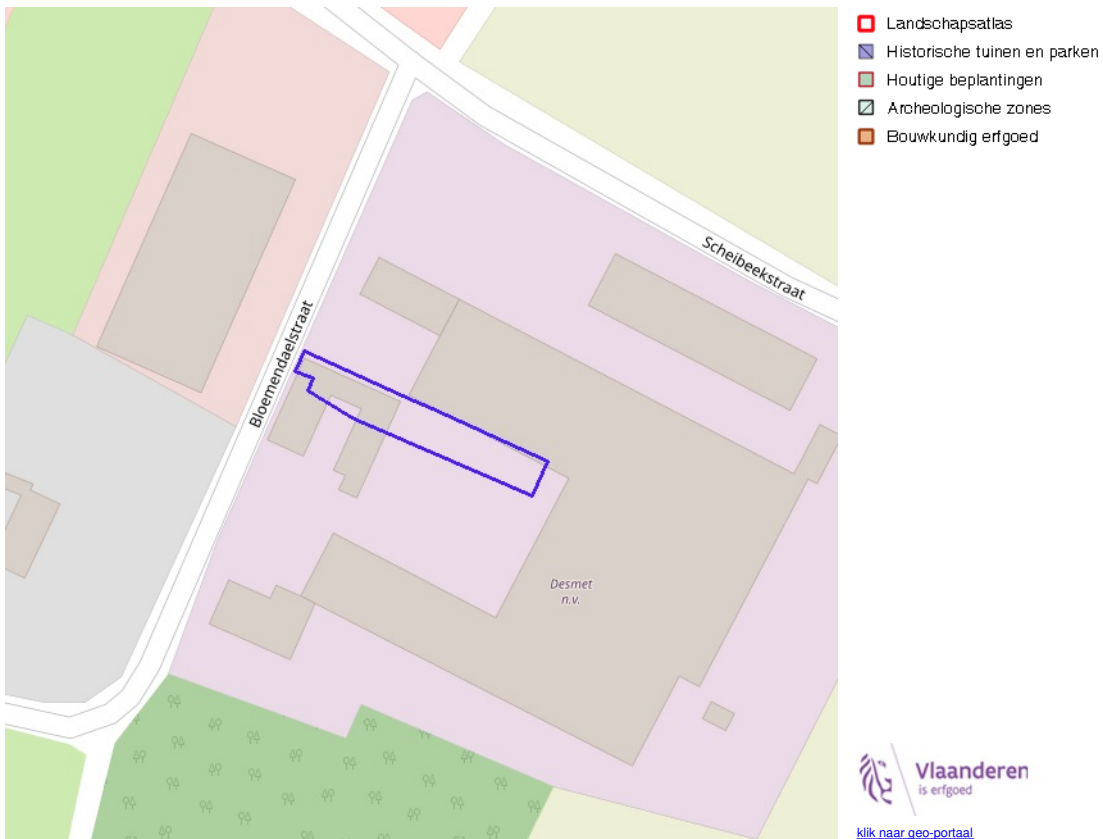 Landschapsatlas
Historische tuinen en parken
Houtige beplantingen
Archeologische zones
Bouwkundig erfgoed
Scheibeekstraat
Bloemendaelstraat
Desmet
n.v.
Vlaanderen
is erfgoed
klik naar geo-portaal